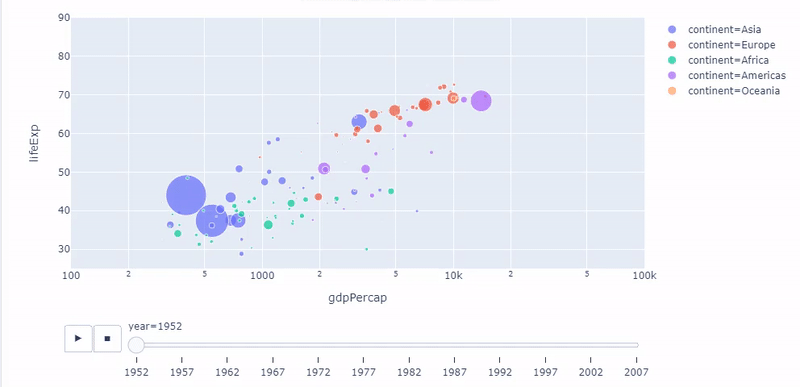 90
80
70
60
50
40
30
lifeExp
100 2 5 1000 2 5 10k 2 5 100k
gdpPercap
continent=Asia
continent=Europe
continent=Africa
continent=Americas
continent=Oceania
year=1952
1952 1957 1962 1967 1972 1977 1982 1987 1992 1997 2002 2007